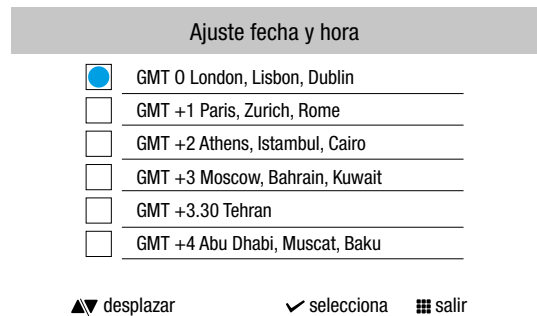 Ajuste fecha y hora
GMT 0 London, Lisbon, Dublin
GMT +1 Paris, Zurich, Rome
GMT +2 Athens, Istambul, Cairo
GMT +3 Moscow, Bahrain, Kuwait
GMT +3.30 Tehran
GMT +4 Abu Dhabi, Muscat, Baku
desplazar selecciona salir